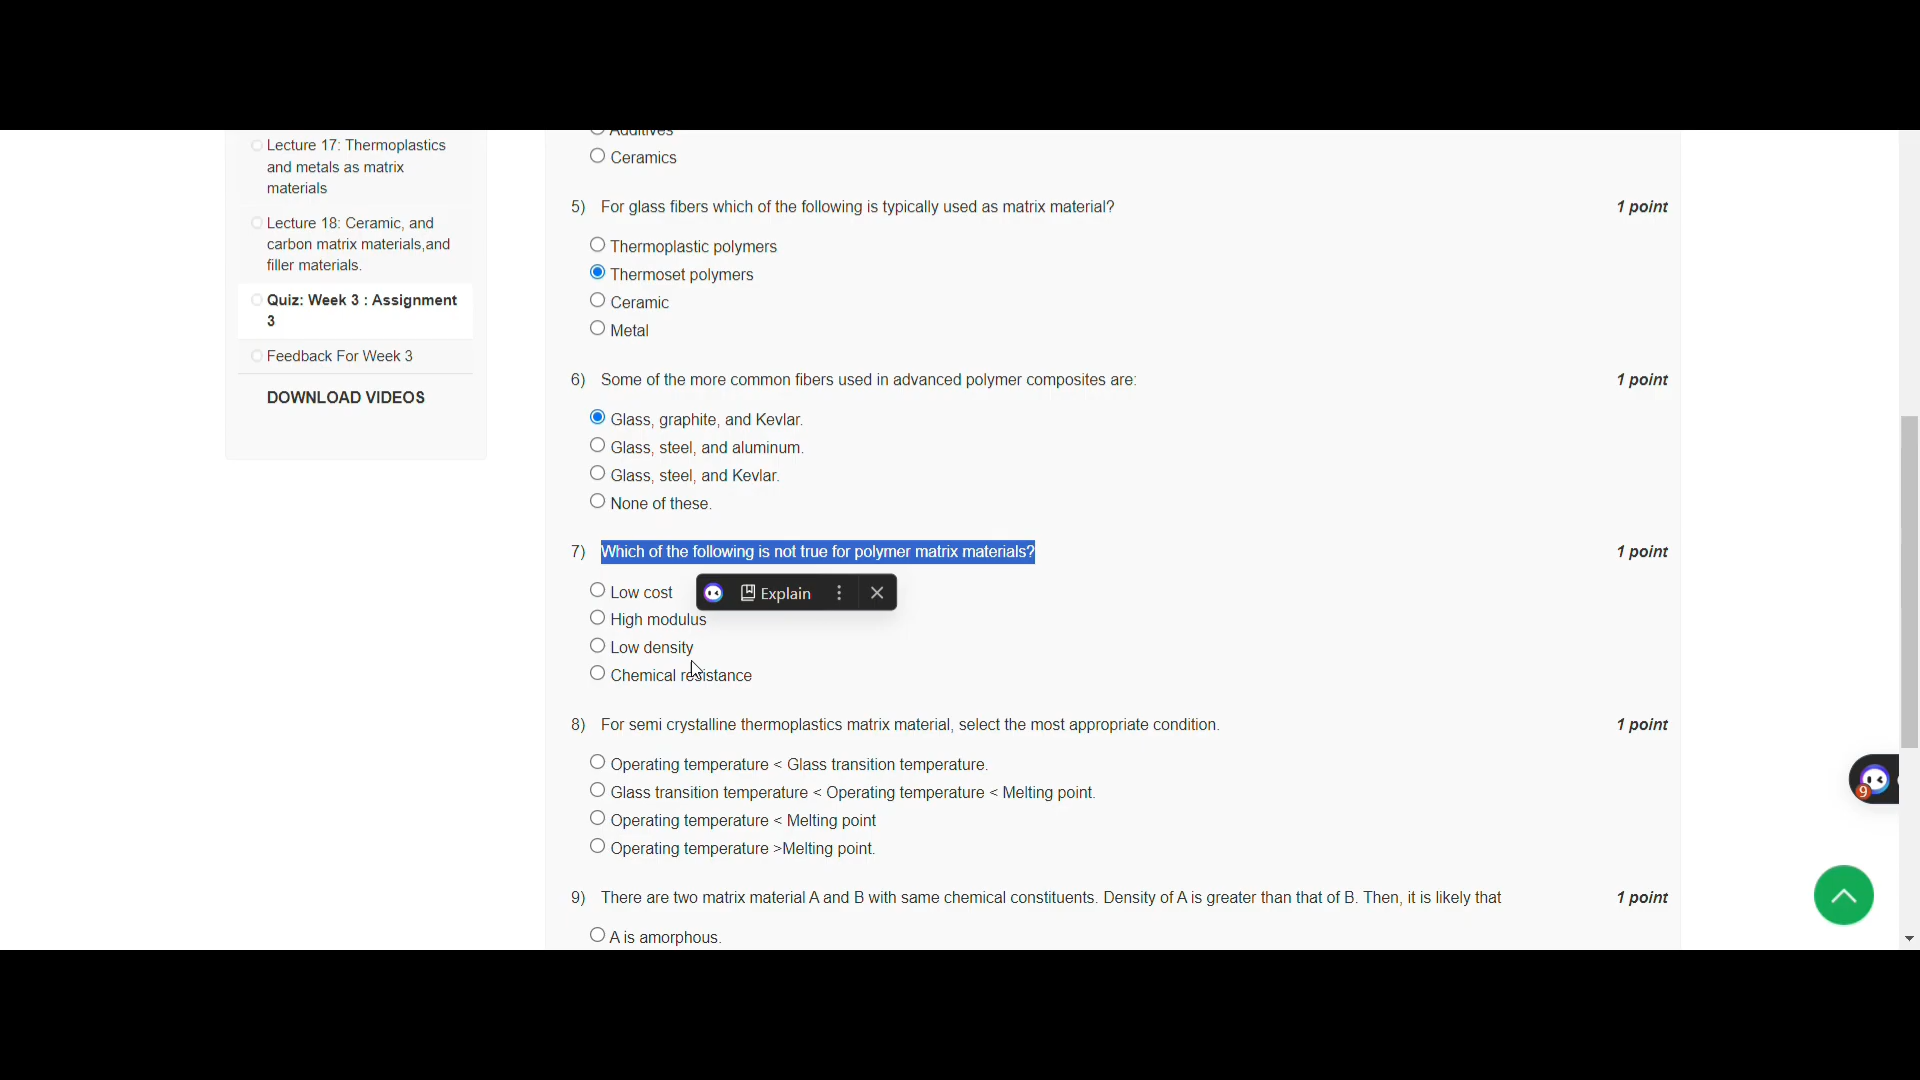 Additives
Lecture 17: Thermoplastics
and metals as matrix
materials
Lecture 18: Ceramic, and
carbon matrix materials,and
filler materials.
Quiz: Week 3 : Assignment
3
Feedback For Week 3
DOWNLOAD VIDEOS
Ceramics
5) For glass fibers which of the following is typically used as matrix material? 1 point
Thermoplastic polymers
Thermoset polymers
Ceramic
Metal
6) Some of the more common fibers used in advanced polymer composites are: 1 point
Glass, graphite, and Kevlar.
Glass, steel, and aluminum.
Glass, steel, and Kevlar.
None of these.
7) Which of the following is not true for polymer matrix materials? 1 point
Low cost
Explain
High modulus
Low density
Chemical resistance
8) For semi crystalline thermoplastics matrix material, select the most appropriate condition. 1 point
Operating temperature < Glass transition temperature.
Glass transition temperature < Operating temperature < Melting point.
Operating temperature < Melting point
Operating temperature >Melting point.
9
9) There are two matrix material A and B with same chemical constituents. Density of A is greater than that of B. Then, it is likely that 1 point
A is amorphous.